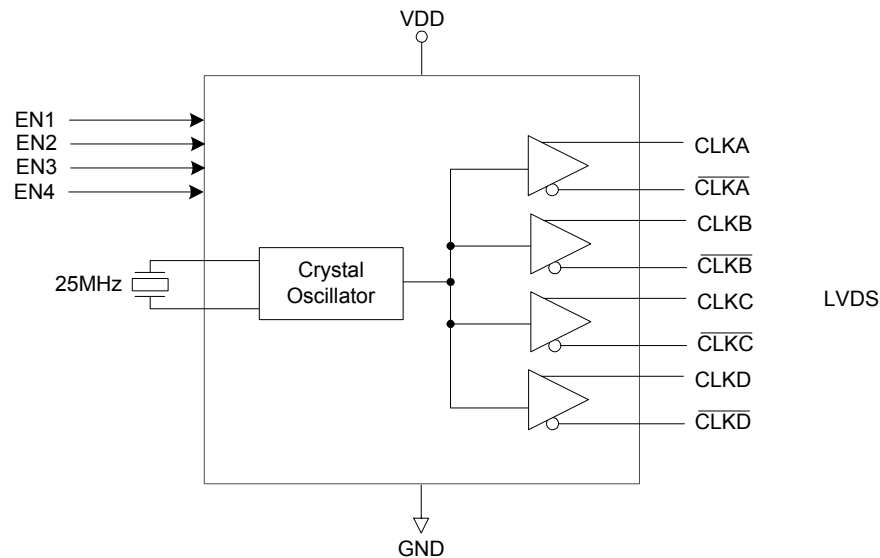 VDD
EN1
EN2
EN3
EN4
25MHz
Crystal
Oscillator
CLKA
CLKA
CLKB
CLKB
CLKC
CLKC
CLKD
CLKD
LVDS
GND